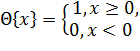 Θ{x} = {1, x ≥ 0,
0, x < 0